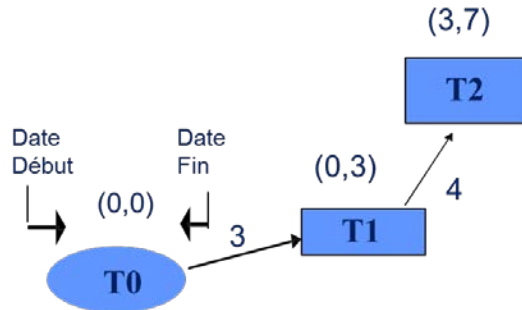 (3,7)
T2
Date
Début
Date
Fin
(0,0)
(0,3)
4
3
T1
T0